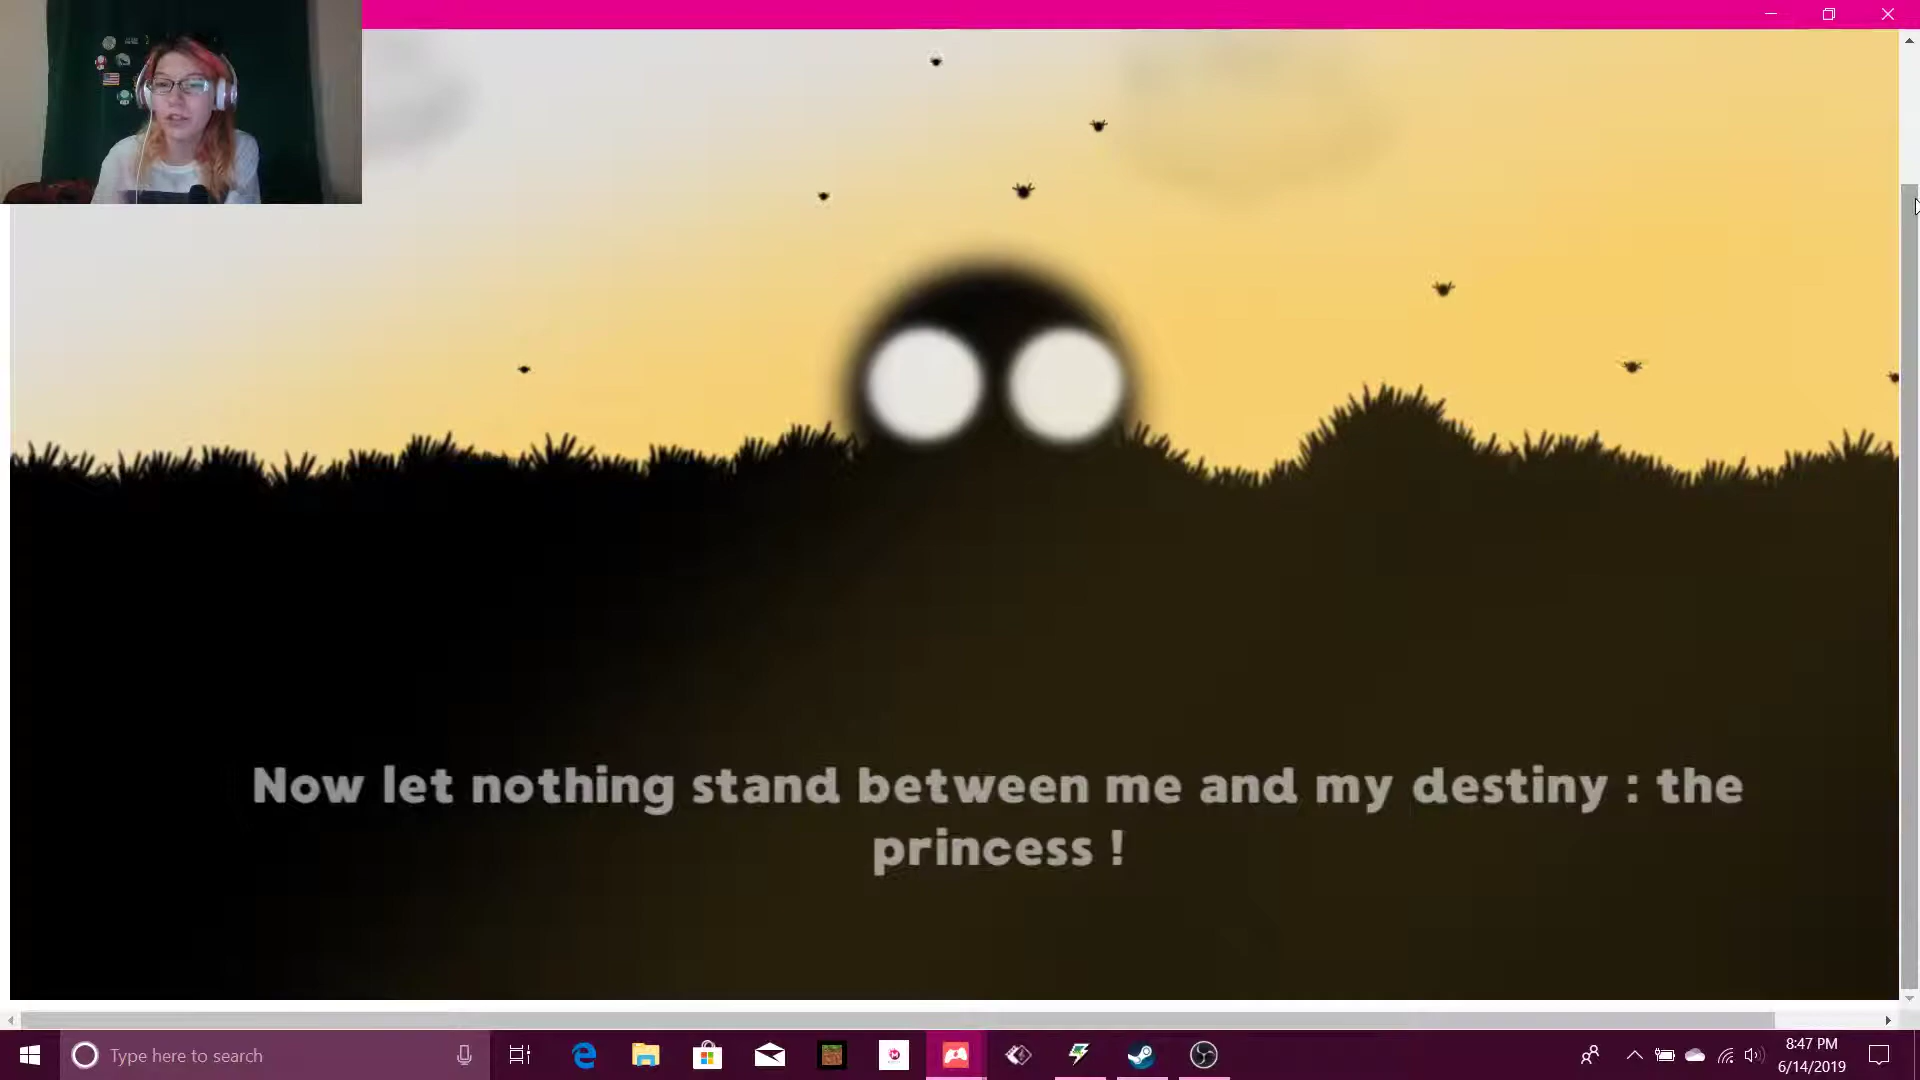 Now let nothing stand between me and my destiny : the
princess !
Type here to search
8:47 PM
6/14/2019